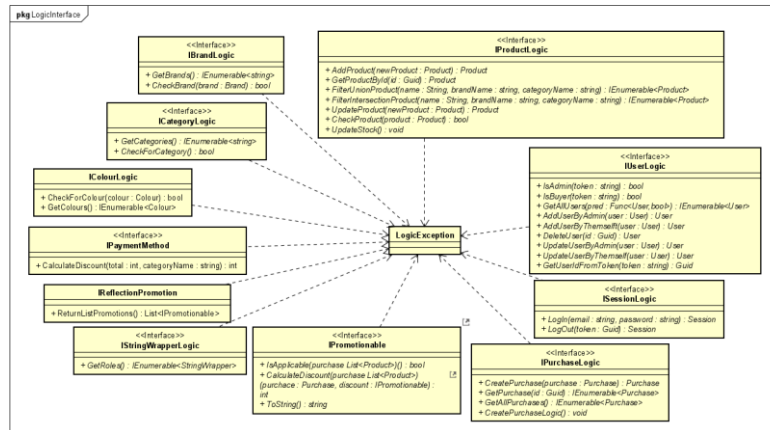 pkg LogicInterface
<<Interface>>
IBrandLogic
+ GetBrands() : IEnumerable<string>
+ CheckBrand(brand : Brand) : bool
<<Interface>>
IProductLogic
+ AddProduct(newProduct : Product) : Product
+ GetProductById(id : Guid) : Product
+ FilterUnionProduct(name : String, brandName : string, categoryName : string) : IEnumerable<Product>
+ FilterIntersectionProduct(name : String, brandName : string, categoryName : string) : IEnumerable<Product>
+ UpdateProduct(newProduct : Product) : Product
+ CheckProduct(product : Product) : bool
+ UpdateStock() : void
<<Interface>>
ICategoryLogic
+ GetCategories() : IEnumerable<string>
+ CheckForCategory() : bool
<<Interface>>
IColourLogic
+ CheckForColour(colour : Colour) : bool
+ GetColours() : IEnumerable<Colour>
<<Interface>>
IUserLogic
+ IsAdmin(token : string) : bool
+ IsBuyer(token : string) : bool
+ GetAllUsers(pred : Func<User,bool>) : IEnumerable<User>
+ AddUserByAdmin(user : User) : User
+ AddUserByThemselft(user : User) : User
+ DeleteUser(id : Guid) : User
+ UpdateUserByAdmin(user : User) : User
+ UpdateUserByThemself(user : User) : User
+ GetUserIdFromToken(token : string) : Guid
LogicException
<<Interface>>
IPaymentMethod
+ CalculateDiscount(total : int, categoryName : string) : int
IReflectionPromotion
+ ReturnListPromotions() : List<IPromotionable>
<<Interface>>
ISessionLogic
+ LogIn(email : string, password : string) : Session
+ LogOut(token : Guid) : Session
<<Interface>>
IStringWrapperLogic
+ GetRoles() : IEnumerable<StringWrapper>
<<Interface>>
IPromotionable
+ IsApplicable(purchase List<Product>)() : bool
+ CalculateDiscount(purchase List<Product>)
(purchace : Purchase, discount : IPromotionable) :
int
+ ToString() : string
<<Interface>>
IPurchaseLogic
+ CreatePurchase(purchase : Purchase) : Purchase
+ GetPurchase(id : Guid) : IEnumerable<Purchase>
+ GetAllPurchases() : IEnumerable<Purchase>
+ CreatePurchaseLogic() : void